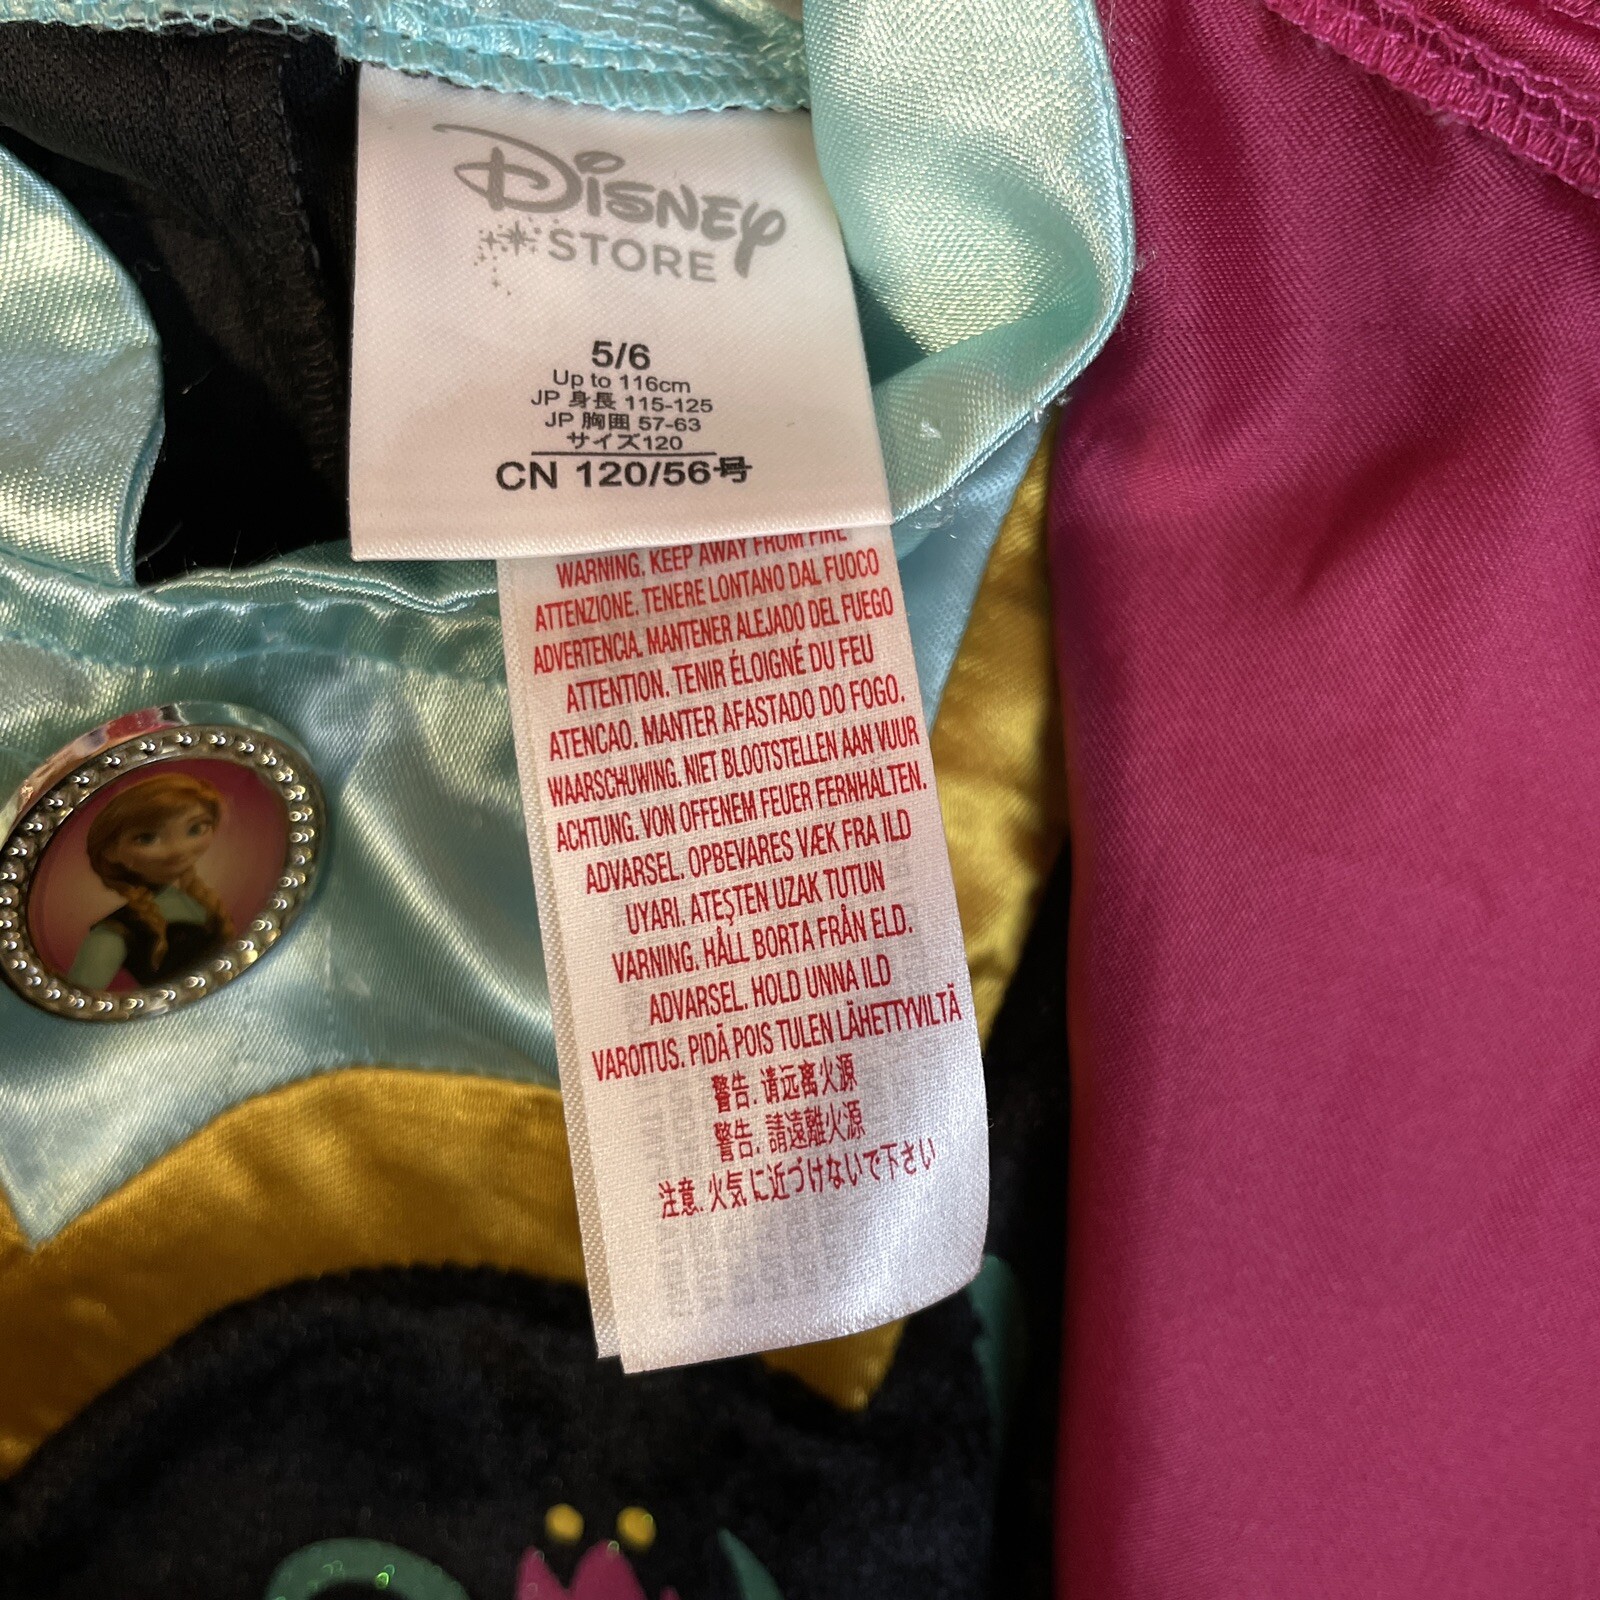 Disney
STORE
5/6
Up to 116cm
JP 身長 115-125
JP 胸囲 57-63
サイズ120
CN 120/56号
WARNING. KEEP AWAY FROM FIRE
ATTENZIONE. TENERE LONTANO DAL FUOCO
ADVERTENCIA. MANTENER ALEJADO DEL FUEGO
ATTENTION. TENIR ÉLOIGNÉ DU FEU
ATENCAO. MANTER AFASTADO DO FOGO.
WAARSCHUWING. NIET BLOOTSTELLEN AAN VUUR
ACHTUNG. VON OFFENEM FEUER FERNHALTEN.
ADVARSEL. OPBEVARES VÆK FRA ILD
UYARI. ATEŞTEN UZAK TUTUN
VARNING. HÅLL BORTA FRÅN ELD.
ADVARSEL. HOLD UNNA ILD
VAROITUS. PIDÄ POIS TULEN LÄHETTYVILTÄ
警告. 请远离火源
警告. 請遠離火源
注意. 火気に近づけないで下さい